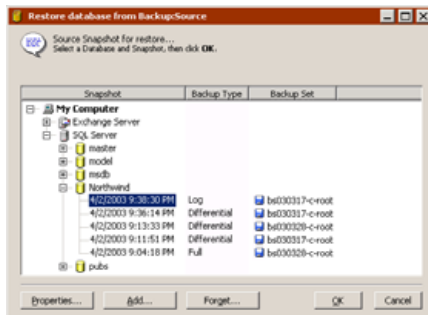 Restore database from Backup:Source
Source Snapshot for restore...
Select a Database and Snapshot, then click OK.
Snapshot Backup Type Backup Set
My Computer
Exchange Server
SQL Server
master
model
msdb
Northwind
4/2/2003 9:38:30 PM Log bs030317-c-root
4/2/2003 9:36:14 PM Differential bs030317-c-root
4/2/2003 9:13:33 PM Differential bs030328-c-root
4/2/2003 9:11:51 PM Differential bs030317-c-root
4/2/2003 9:04:18 PM Full bs030328-c-root
pubs
Properties... Add... Forget... OK Cancel